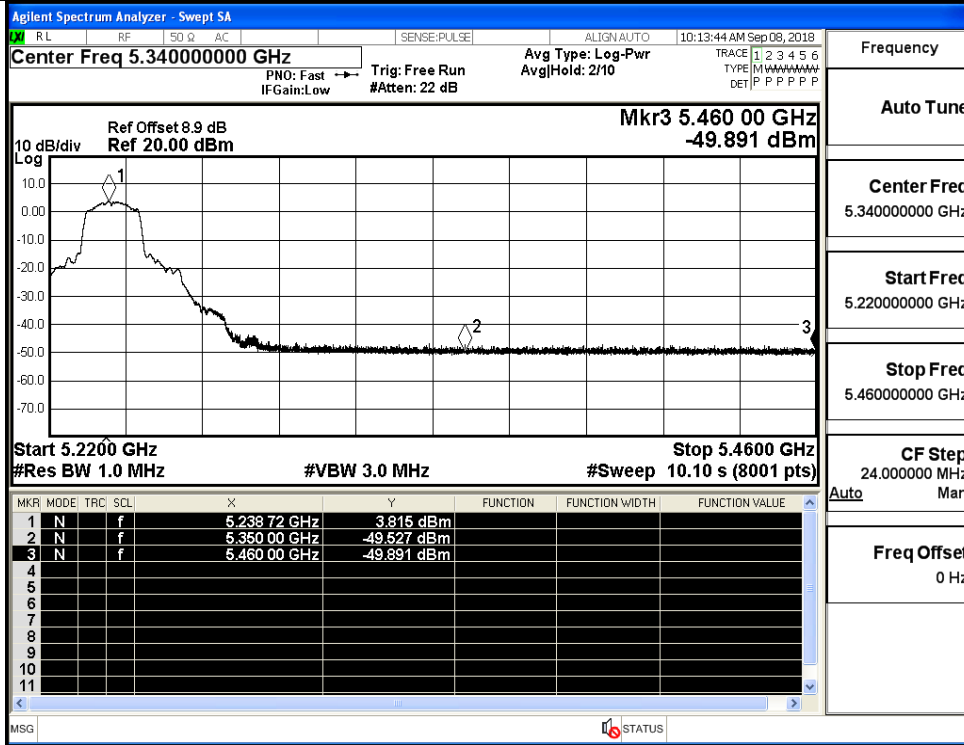 Agilent Spectrum Analyzer - Swept SA
LXI RL RF 50 Ω AC SENSE:PULSE ALIGN AUTO 10:13:44 AM Sep 08, 2018
Center Freq 5.340000000 GHz
PNO: Fast
IFGain:Low
Trig: Free Run
#Atten: 22 dB
Avg Type: Log-Pwr
Avg|Hold: 2/10
TRACE 1 2 3 4 5 6
TYPE M W W W W W
DET P P P P P P
Mkr3 5.460 00 GHz
-49.891 dBm
Ref Offset 8.9 dB
10 dB/div Ref 20.00 dBm
Log
10.0
0.00
-10.0
-20.0
-30.0
-40.0
-50.0
-60.0
-70.0
1
2
3
Start 5.2200 GHz Stop 5.4600 GHz
#Res BW 1.0 MHz #VBW 3.0 MHz #Sweep 10.10 s (8001 pts)
MKR MODE TRC SCL X Y FUNCTION FUNCTION WIDTH FUNCTION VALUE
1 N f 5.238 72 GHz 3.815 dBm
2 N f 5.350 00 GHz -49.527 dBm
3 N f 5.460 00 GHz -49.891 dBm
4
5
6
7
8
9
10
11
MSG STATUS
Frequency
Auto Tune
Center Freq
5.340000000 GHz
Start Freq
5.220000000 GHz
Stop Freq
5.460000000 GHz
CF Step
24.000000 MHz
Auto Man
Freq Offset
0 Hz